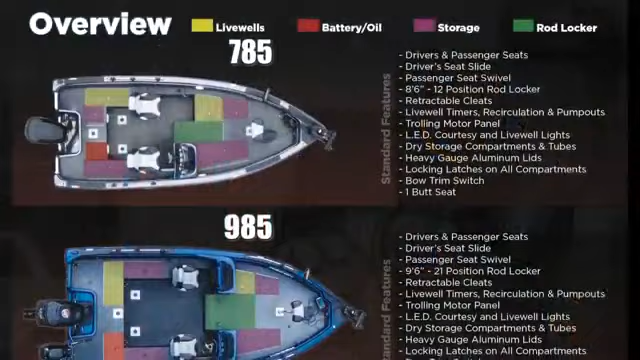 Overview
Livewells
Battery/Oil
Storage
Rod Locker
785
Standard Features
- Drivers & Passenger Seats
- Driver's Seat Slide
- Passenger Seat Swivel
- 8'6" - 12 Position Rod Locker
- Retractable Cleats
- Livewell Timers, Recirculation & Pumpouts
- Trolling Motor Panel
- L.E.D. Courtesy and Livewell Lights
- Dry Storage Compartments & Tubes
- Heavy Gauge Aluminum Lids
- Locking Latches on All Compartments
- Bow Trim Switch
- 1 Butt Seat
985
Standard Features
- Drivers & Passenger Seats
- Driver's Seat Slide
- Passenger Seat Swivel
- 9'6" - 21 Position Rod Locker
- Retractable Cleats
- Livewell Timers, Recirculation & Pumpouts
- Trolling Motor Panel
- L.E.D. Courtesy and Livewell Lights
- Dry Storage Compartments & Tubes
- Heavy Gauge Aluminum Lids
- Locking Latches on All Compartments